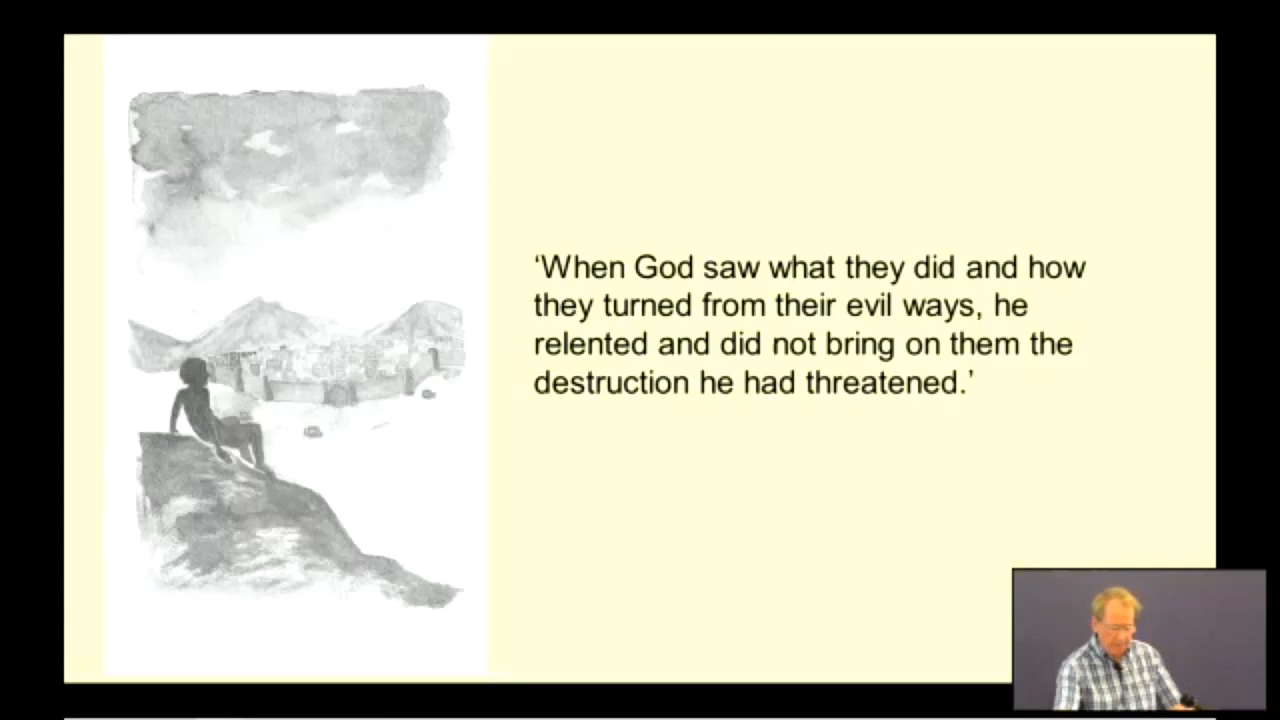 ‘When God saw what they did and how
they turned from their evil ways, he
relented and did not bring on them the
destruction he had threatened.’